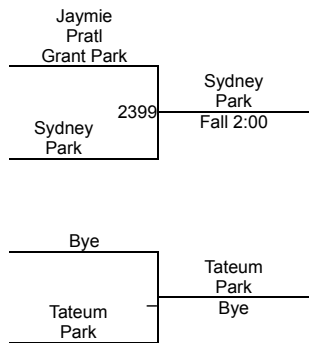 Jaymie
Pratl
Grant Park
2399
Sydney
Park
Sydney
Park
Fall 2:00
Bye
Tateum
Park
Tateum
Park
Bye